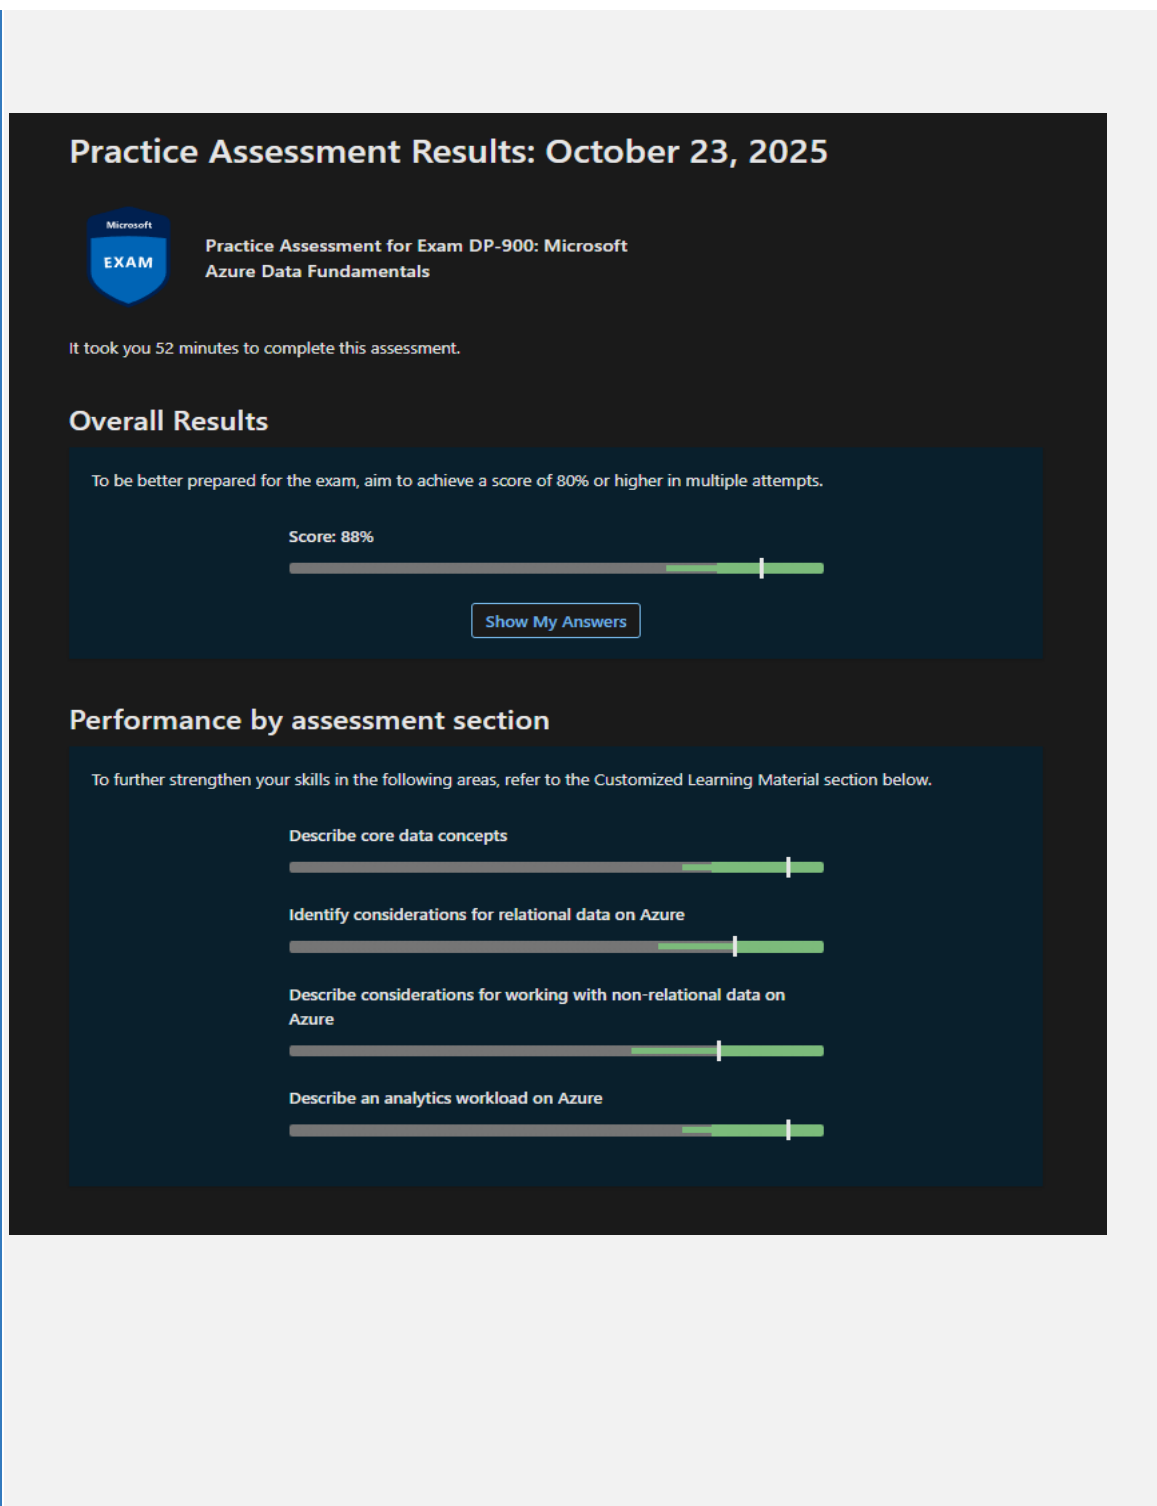 Practice Assessment Results: October 23, 2025
Microsoft
EXAM
Practice Assessment for Exam DP-900: Microsoft
Azure Data Fundamentals
It took you 52 minutes to complete this assessment.
Overall Results
To be better prepared for the exam, aim to achieve a score of 80% or higher in multiple attempts.
Score: 88%
Show My Answers
Performance by assessment section
To further strengthen your skills in the following areas, refer to the Customized Learning Material section below.
Describe core data concepts
Identify considerations for relational data on Azure
Describe considerations for working with non-relational data on
Azure
Describe an analytics workload on Azure